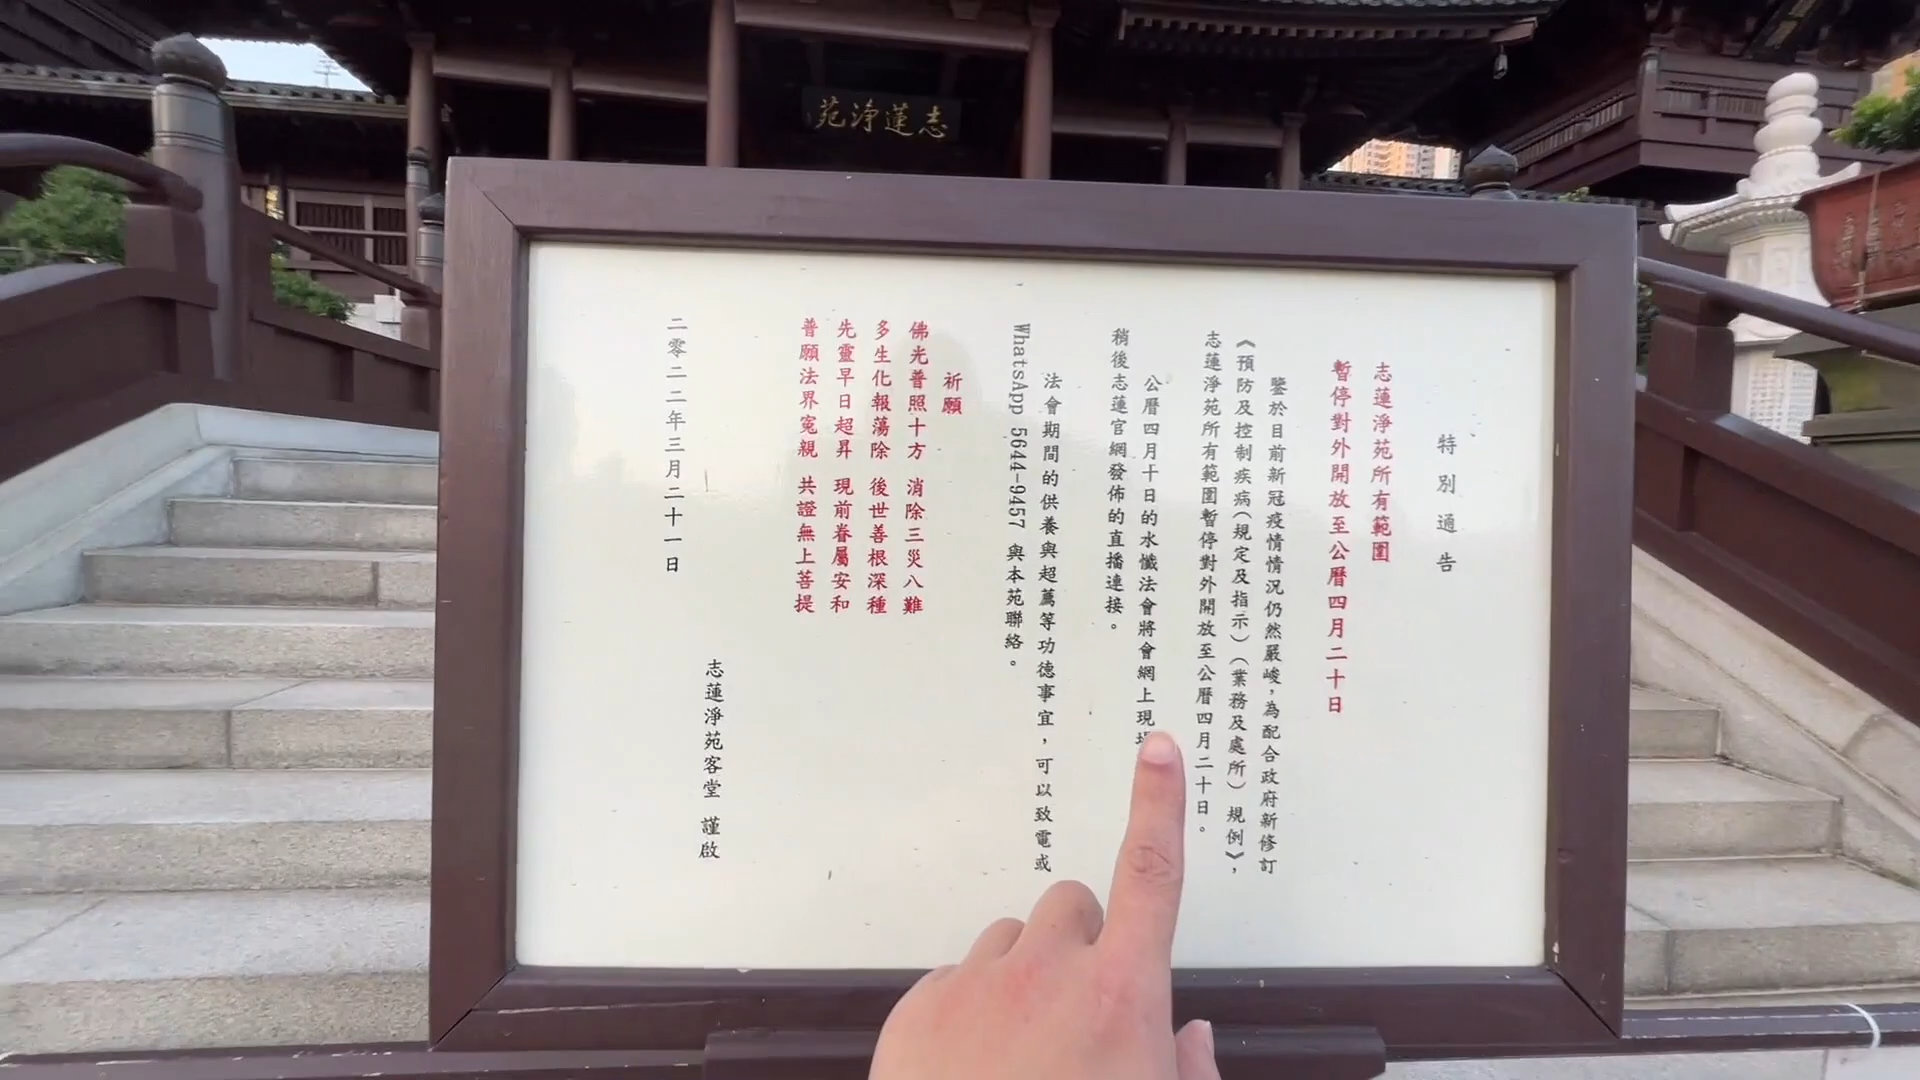 志蓮淨苑
特別通告
志蓮淨苑所有範圍
暫停對外開放至公曆四月二十日
鑒於目前新冠疫情情況仍然嚴峻，為配合政府新修訂
《預防及控制疾病（規定及指示）（業務及處所）規例》，
志蓮淨苑所有範圍暫停對外開放至公曆四月二十日。
公曆四月十日的水懺法會將會網上現
稍後志蓮官網發佈的直播連接。
法會期間的供養與超薦等功德事宜，可以致電或
WhatsApp 5644-9457 與本苑聯絡。
祈願
佛光普照十方 消除三災八難
多生化報蕩除 後世善根深種
先靈早日超昇 現前眷屬安和
普願法界寃親 共證無上菩提
志蓮淨苑客堂 謹啟
二零二二年三月二十一日